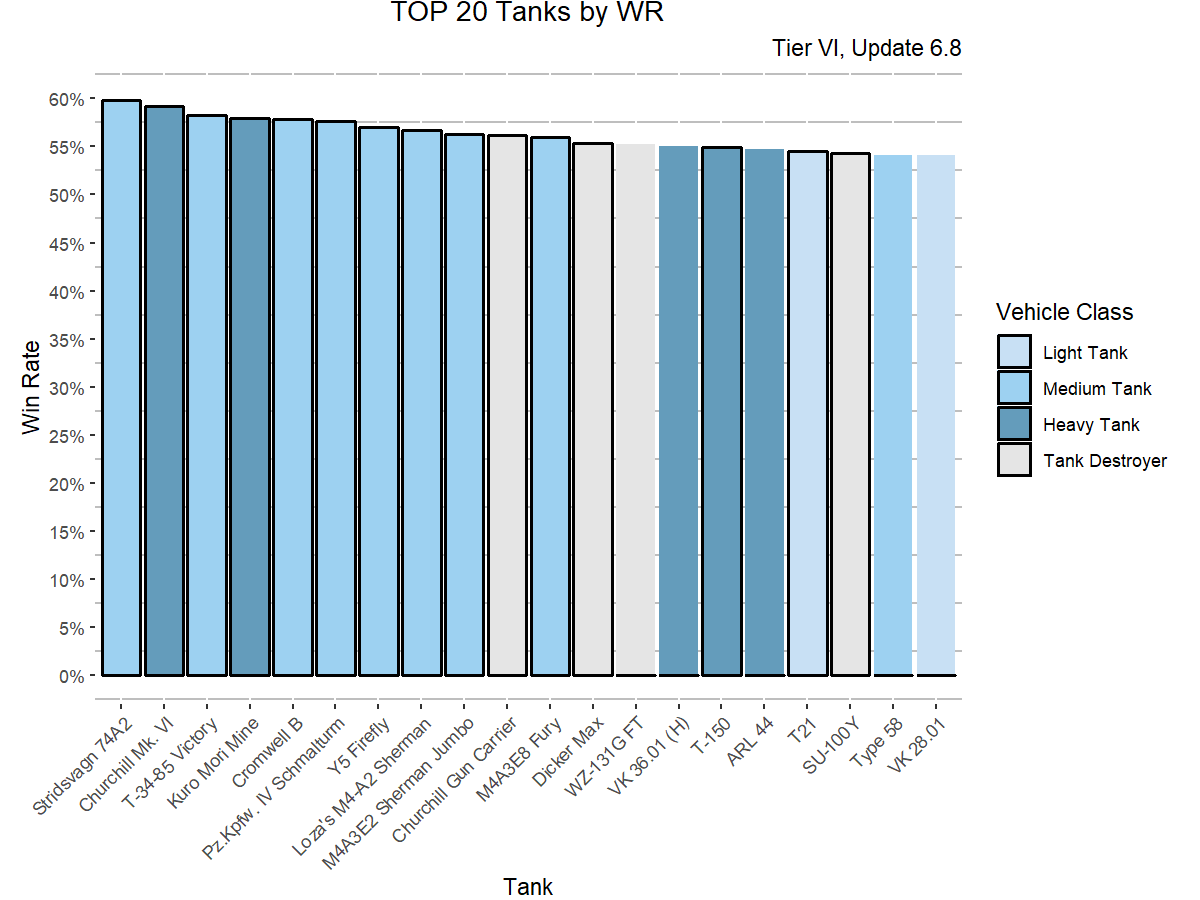 TOP 20 Tanks by WR
Tier VI, Update 6.8
60%
55%
50%
45%
40%
35%
30%
25%
20%
15%
10%
5%
0%
Win Rate
Stridsvagn 74A2
Churchill Mk. VI
T-34-85 Victory
Kuro Mori Mine
Cromwell B
Pz.Kpfw. IV Schmalturm
Y5 Firefly
Loza's M4-A2 Sherman
M4A3E2 Sherman Jumbo
Churchill Gun Carrier
M4A3E8 Fury
Dicker Max
WZ-131G FT
VK 36.01 (H)
T-150
ARL 44
T21
SU-100Y
Type 58
VK 28.01
Tank
Vehicle Class
Light Tank
Medium Tank
Heavy Tank
Tank Destroyer